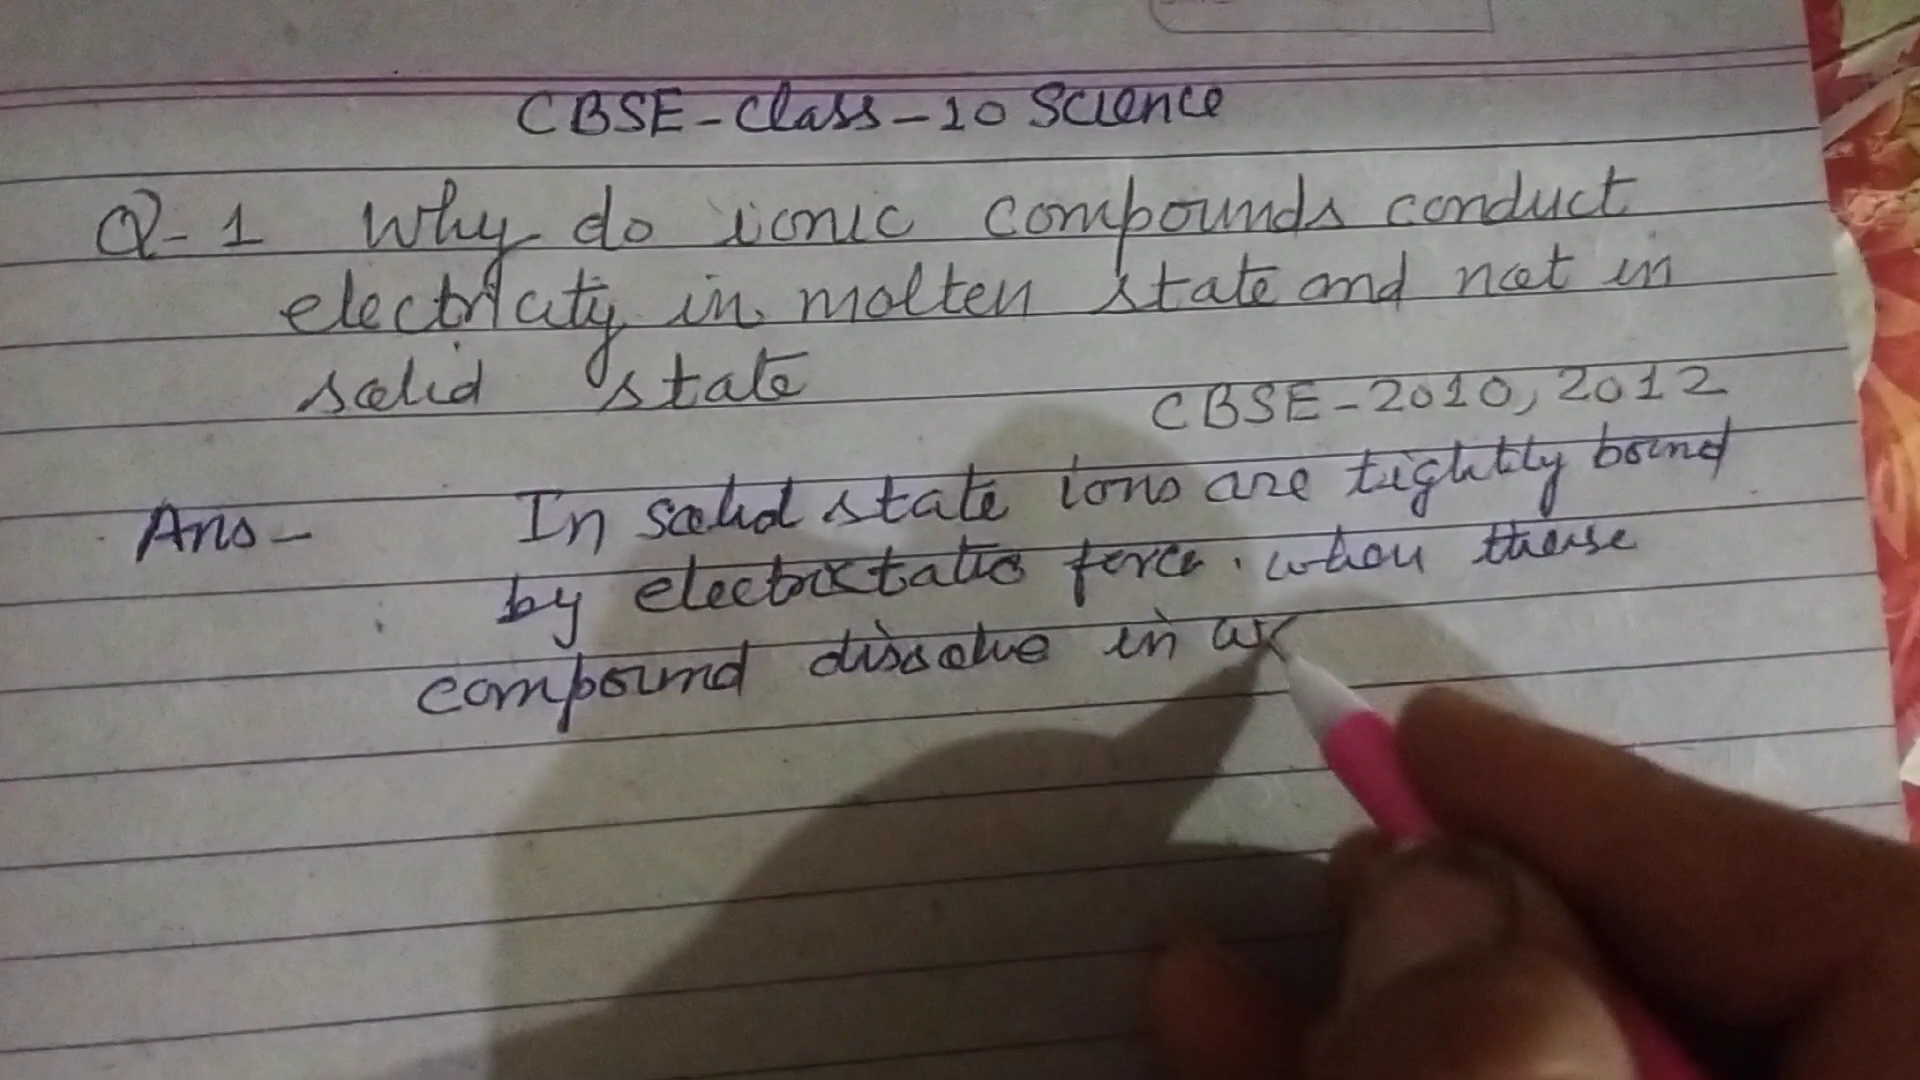 CBSE-Class-10 Science
Q-1 Why do ionic compounds conduct
electricity in molten state and not in
solid state
CBSE-2010, 2012
Ans- In solid state ions are tightly bound
by electrostatic force. when these
compound dissolve in